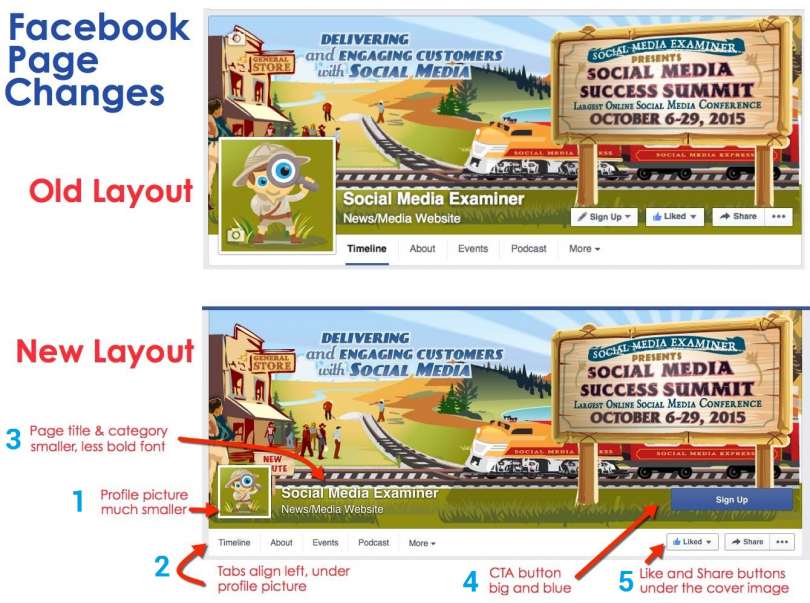 Facebook
Page
Changes
Old Layout
GENERAL
STORE
DELIVERING
and ENGAGING CUSTOMERS
with SOCIAL MEDIA
SOCIAL MEDIA EXAMINER
PRESENTS
SOCIAL MEDIA
SUCCESS SUMMIT
LARGEST ONLINE SOCIAL MEDIA CONFERENCE
OCTOBER 6-29, 2015
SOCIAL MEDIA EXPRESS
SOCIAL MEDIA EXPRESS
Social Media Examiner
News/Media Website
Sign Up
Liked
Share
Timeline
About
Events
Podcast
More
New Layout
GENERAL
STORE
DELIVERING
and ENGAGING CUSTOMERS
with SOCIAL MEDIA
SOCIAL MEDIA EXAMINER
PRESENTS
SOCIAL MEDIA
SUCCESS SUMMIT
LARGEST ONLINE SOCIAL MEDIA CONFERENCE
OCTOBER 6-29, 2015
SOCIAL MEDIA EXPRESS
SOCIAL MEDIA EXPRESS
3 Page title & category
smaller, less bold font
NEW
1 Profile picture
much smaller
Social Media Examiner
News/Media Website
Sign Up
Timeline
About
Events
Podcast
More
Liked
Share
2 Tabs align left, under
profile picture
4 CTA button
big and blue
5 Like and Share buttons
under the cover image